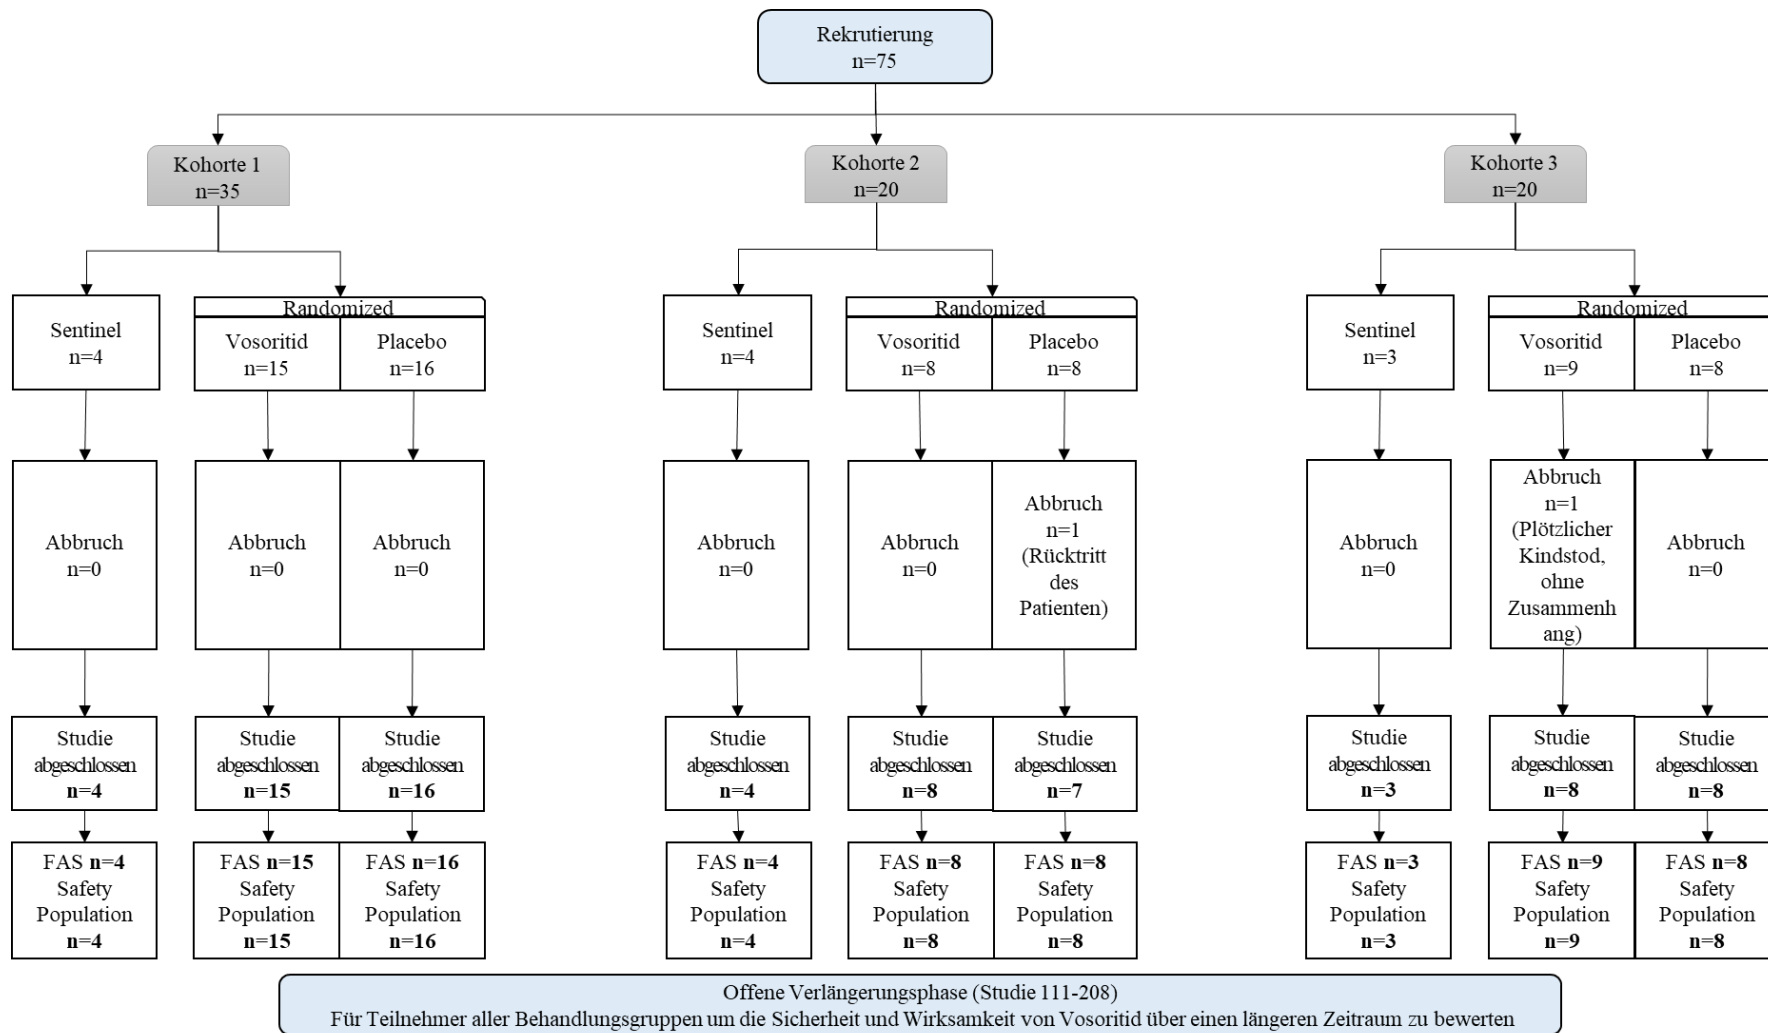 Rekrutierung
n=75
Kohorte 1
n=35
Kohorte 2
n=20
Kohorte 3
n=20
Sentinel
n=4
Randomized
Vosoritid
n=15
Placebo
n=16
Sentinel
n=4
Randomized
Vosoritid
n=8
Placebo
n=8
Sentinel
n=3
Randomized
Vosoritid
n=9
Placebo
n=8
Abbruch
n=0
Abbruch
n=0
Abbruch
n=0
Abbruch
n=0
Abbruch
n=0
Abbruch
n=1
(Rücktritt
des
Patienten)
Abbruch
n=0
Abbruch
n=1
(Plötzlicher
Kindstod,
ohne
Zusammenh
ang)
Abbruch
n=0
Studie
abgeschlossen
n=4
Studie
abgeschlossen
n=15
Studie
abgeschlossen
n=16
Studie
abgeschlossen
n=4
Studie
abgeschlossen
n=8
Studie
abgeschlossen
n=7
Studie
abgeschlossen
n=3
Studie
abgeschlossen
n=8
Studie
abgeschlossen
n=8
FAS n=4
Safety
Population
n=4
FAS n=15
Safety
Population
n=15
FAS n=16
Safety
Population
n=16
FAS n=4
Safety
Population
n=4
FAS n=8
Safety
Population
n=8
FAS n=8
Safety
Population
n=8
FAS n=3
Safety
Population
n=3
FAS n=9
Safety
Population
n=9
FAS n=8
Safety
Population
n=8
Offene Verlängerungsphase (Studie 111-208)
Für Teilnehmer aller Behandlungsgruppen um die Sicherheit und Wirksamkeit von Vosoritid über einen längeren Zeitraum zu bewerten